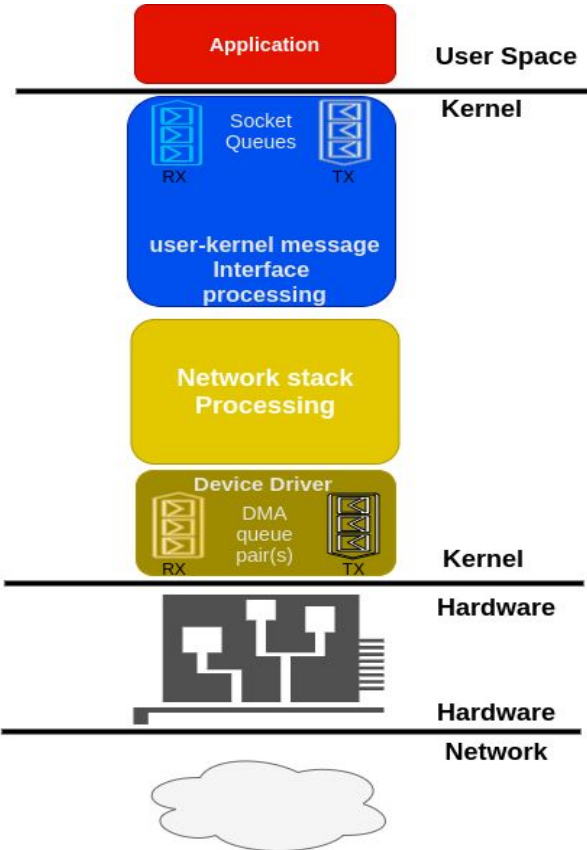 Application
User Space
Kernel
Socket
Queues
RX
TX
user-kernel message
Interface
processing
Network stack
Processing
Device Driver
DMA
queue
pair(s)
RX
TX
Kernel
Hardware
Hardware
Network